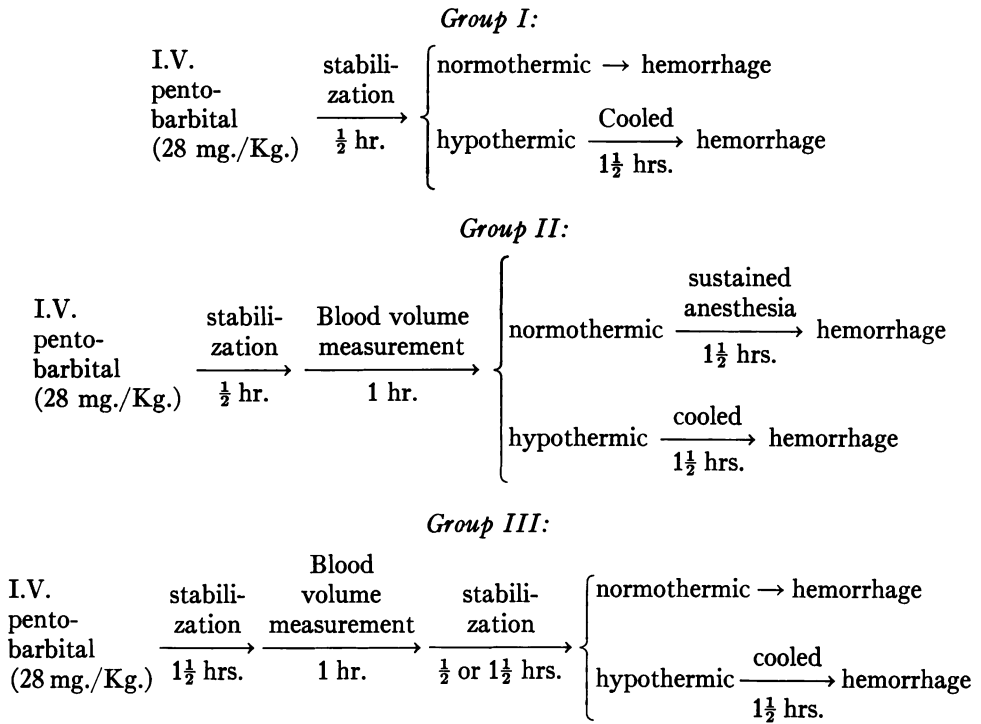 Group I:
I.V.
pento-
barbital
(28 mg./Kg.)
stabili-
zation
½ hr.
normothermic → hemorrhage
hypothermic
Cooled
1½ hrs.
hemorrhage
Group II:
I.V.
pento-
barbital
(28 mg./Kg.)
stabili-
zation
½ hr.
Blood volume
measurement
1 hr.
normothermic
sustained
anesthesia
1½ hrs.
hemorrhage
hypothermic
cooled
1½ hrs.
hemorrhage
Group III:
I.V.
pento-
barbital
(28 mg./Kg.)
stabili-
zation
1½ hrs.
Blood
volume
measurement
1 hr.
stabili-
zation
½ or 1½ hrs.
normothermic → hemorrhage
hypothermic
cooled
1½ hrs.
hemorrhage